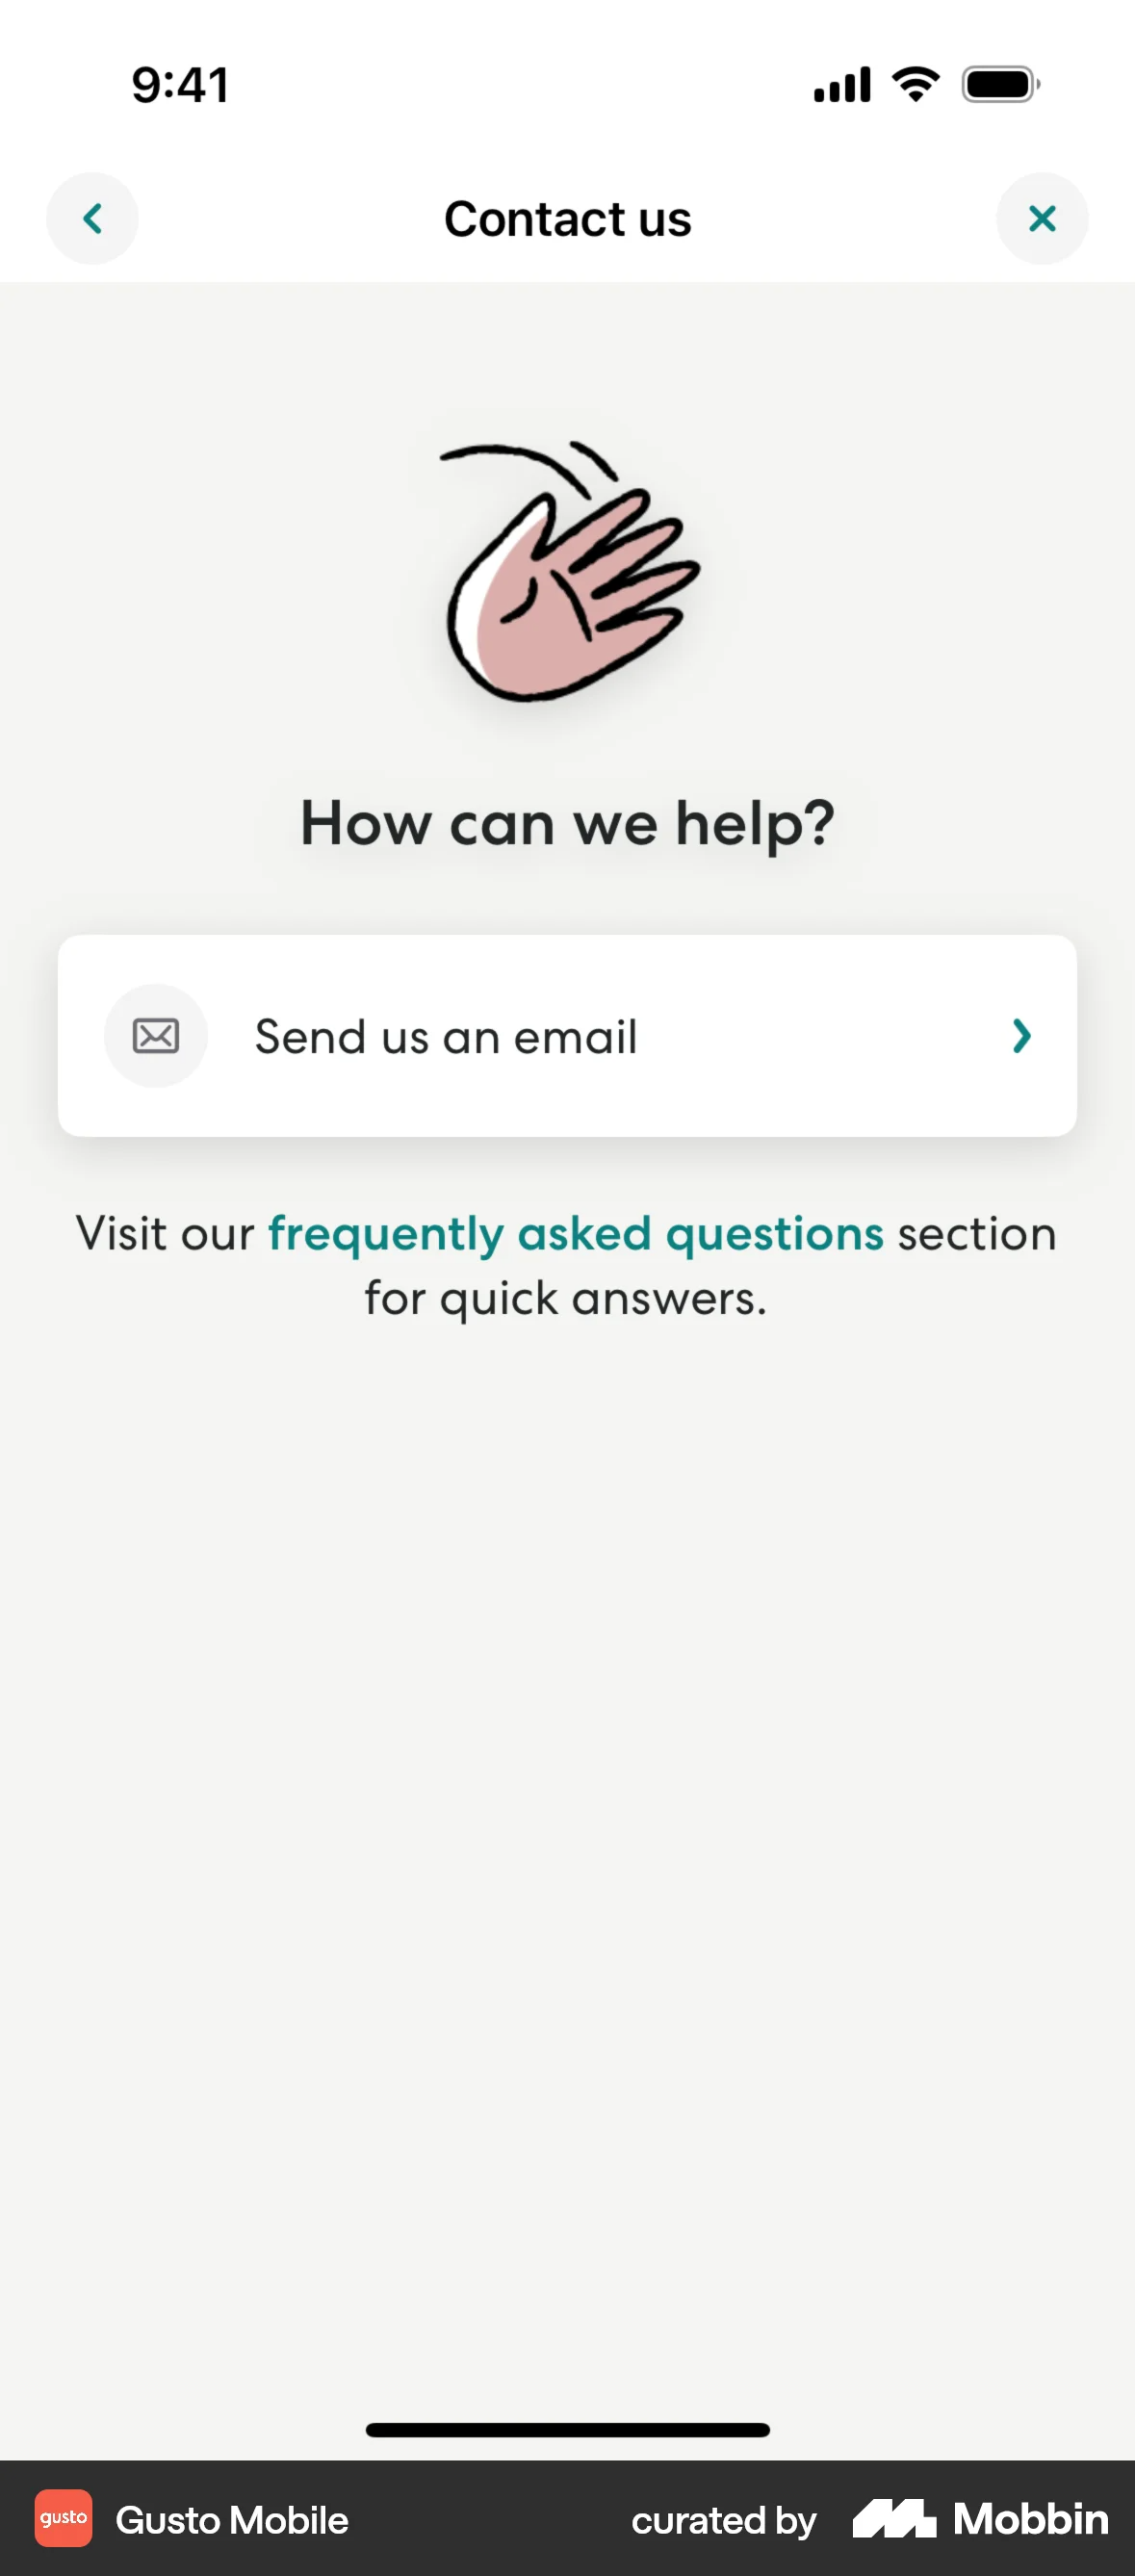 9:41
Contact us
How can we help?
Send us an email
Visit our frequently asked questions section
for quick answers.
gusto Gusto Mobile curated by Mobbin